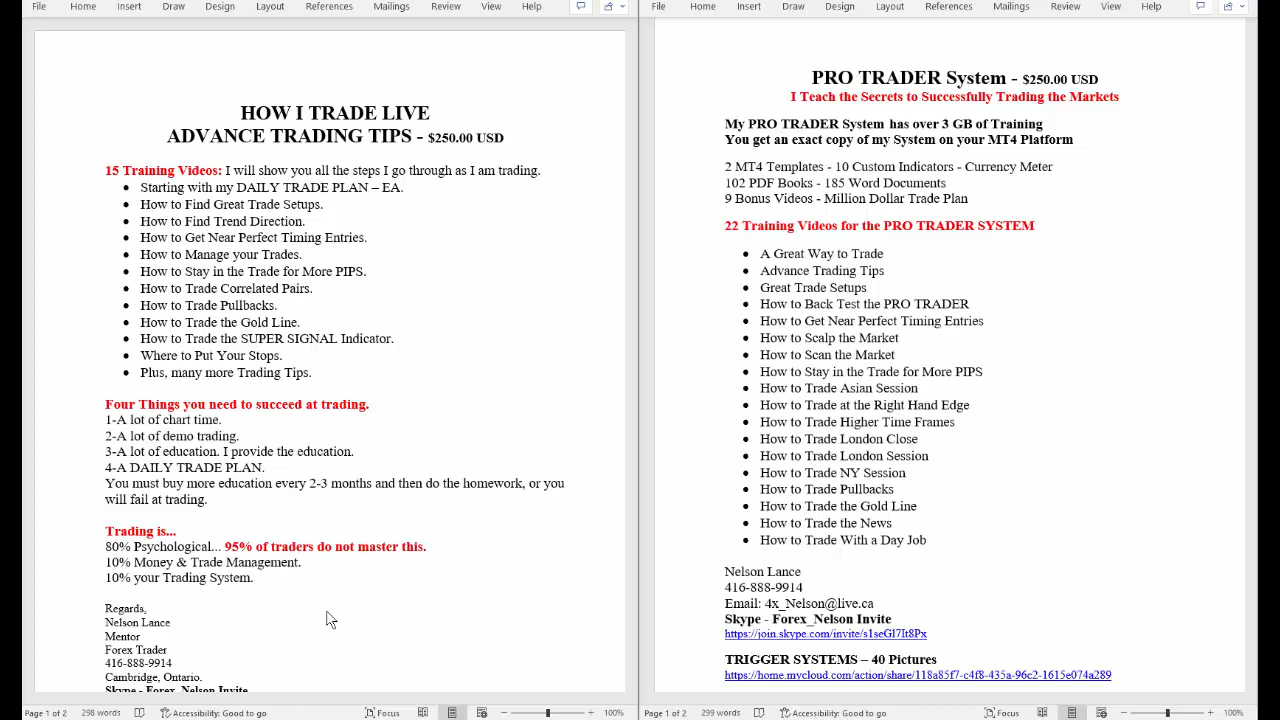 File Home Insert Draw Design Layout References Mailings Review View Help
HOW I TRADE LIVE
ADVANCE TRADING TIPS - $250.00 USD
15 Training Videos: I will show you all the steps I go through as I am trading.
• Starting with my DAILY TRADE PLAN – EA.
• How to Find Great Trade Setups.
• How to Find Trend Direction.
• How to Get Near Perfect Timing Entries.
• How to Manage your Trades.
• How to Stay in the Trade for More PIPS.
• How to Trade Correlated Pairs.
• How to Trade Pullbacks.
• How to Trade the Gold Line.
• How to Trade the SUPER SIGNAL Indicator.
• Where to Put Your Stops.
• Plus, many more Trading Tips.
Four Things you need to succeed at trading.
1-A lot of chart time.
2-A lot of demo trading.
3-A lot of education. I provide the education.
4-A DAILY TRADE PLAN.
You must buy more education every 2-3 months and then do the homework, or you
will fail at trading.
Trading is...
80% Psychological... 95% of traders do not master this.
10% Money & Trade Management.
10% your Trading System.
Regards,
Nelson Lance
Mentor
Forex Trader
416-888-9914
Cambridge, Ontario.
Skype - Forex_Nelson Invite
Page 1 of 2 298 words Accessibility: Good to go Focus 100%
File Home Insert Draw Design Layout References Mailings Review View Help
PRO TRADER System - $250.00 USD
I Teach the Secrets to Successfully Trading the Markets
My PRO TRADER System has over 3 GB of Training
You get an exact copy of my System on your MT4 Platform
2 MT4 Templates - 10 Custom Indicators - Currency Meter
102 PDF Books - 185 Word Documents
9 Bonus Videos - Million Dollar Trade Plan
22 Training Videos for the PRO TRADER SYSTEM
• A Great Way to Trade
• Advance Trading Tips
• Great Trade Setups
• How to Back Test the PRO TRADER
• How to Get Near Perfect Timing Entries
• How to Scalp the Market
• How to Scan the Market
• How to Stay in the Trade for More PIPS
• How to Trade Asian Session
• How to Trade at the Right Hand Edge
• How to Trade Higher Time Frames
• How to Trade London Close
• How to Trade London Session
• How to Trade NY Session
• How to Trade Pullbacks
• How to Trade the Gold Line
• How to Trade the News
• How to Trade With a Day Job
Nelson Lance
416-888-9914
Email: 4x_Nelson@live.ca
Skype - Forex_Nelson Invite
https://join.skype.com/invite/s1seGl7It8Px
TRIGGER SYSTEMS – 40 Pictures
https://home.mycloud.com/action/share/118a85f7-c4f8-435a-96c2-1615e074a289
Page 1 of 2 299 words Accessibility: Good to go Focus 100%